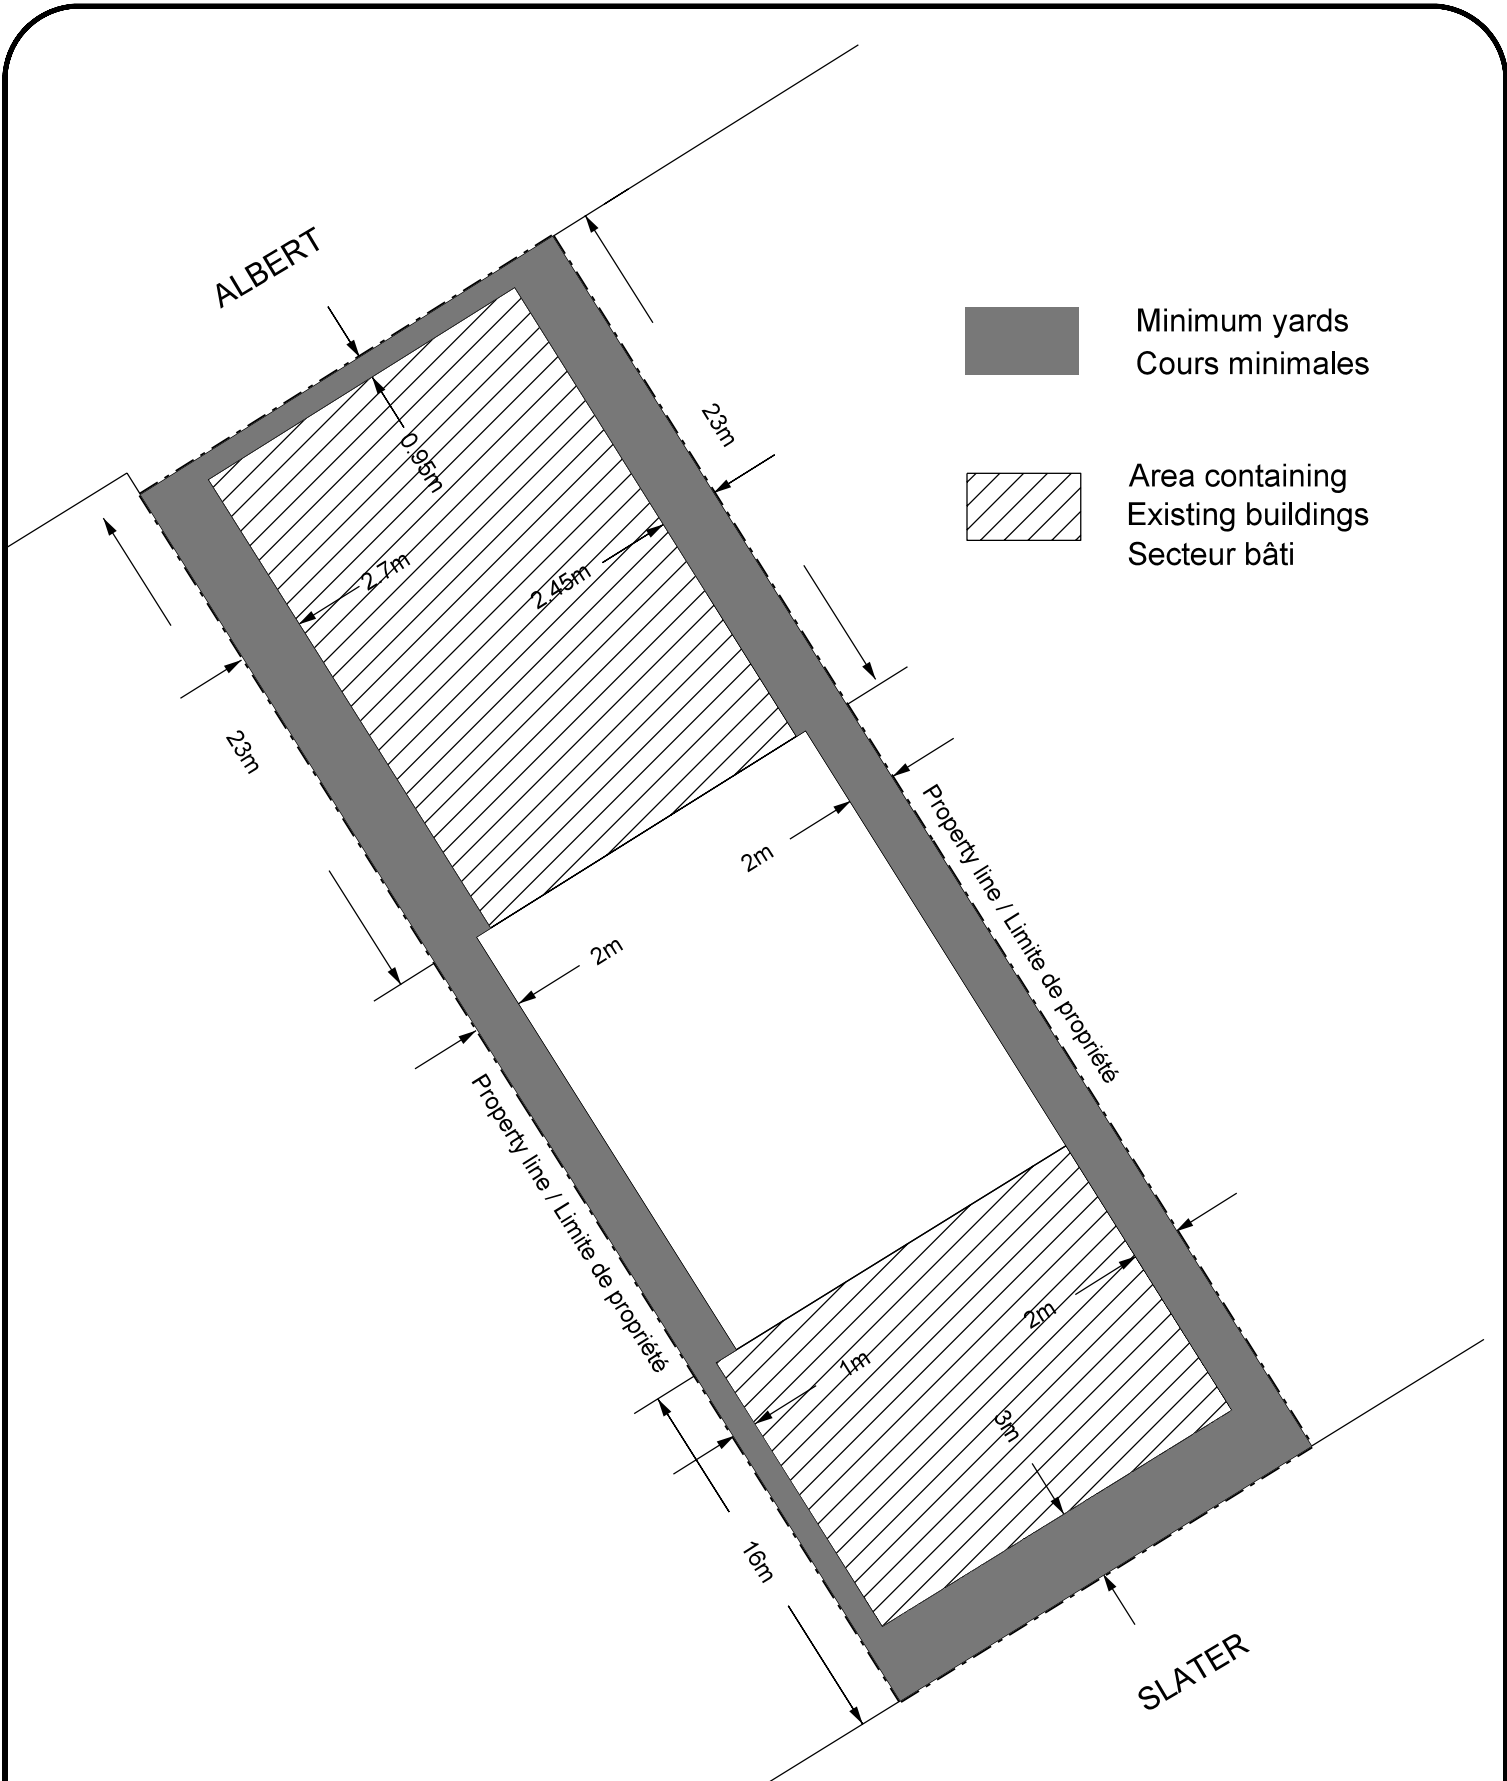 ALBERT
Minimum yards
Cours minimales
23m
0.95m
Area containing
Existing buildings
Secteur bâti
2.7m
2.45m
23m
Property line / Limite de propriété
2m
2m
Property line / Limite de propriété
2m
1m
3m
16m
SLATER